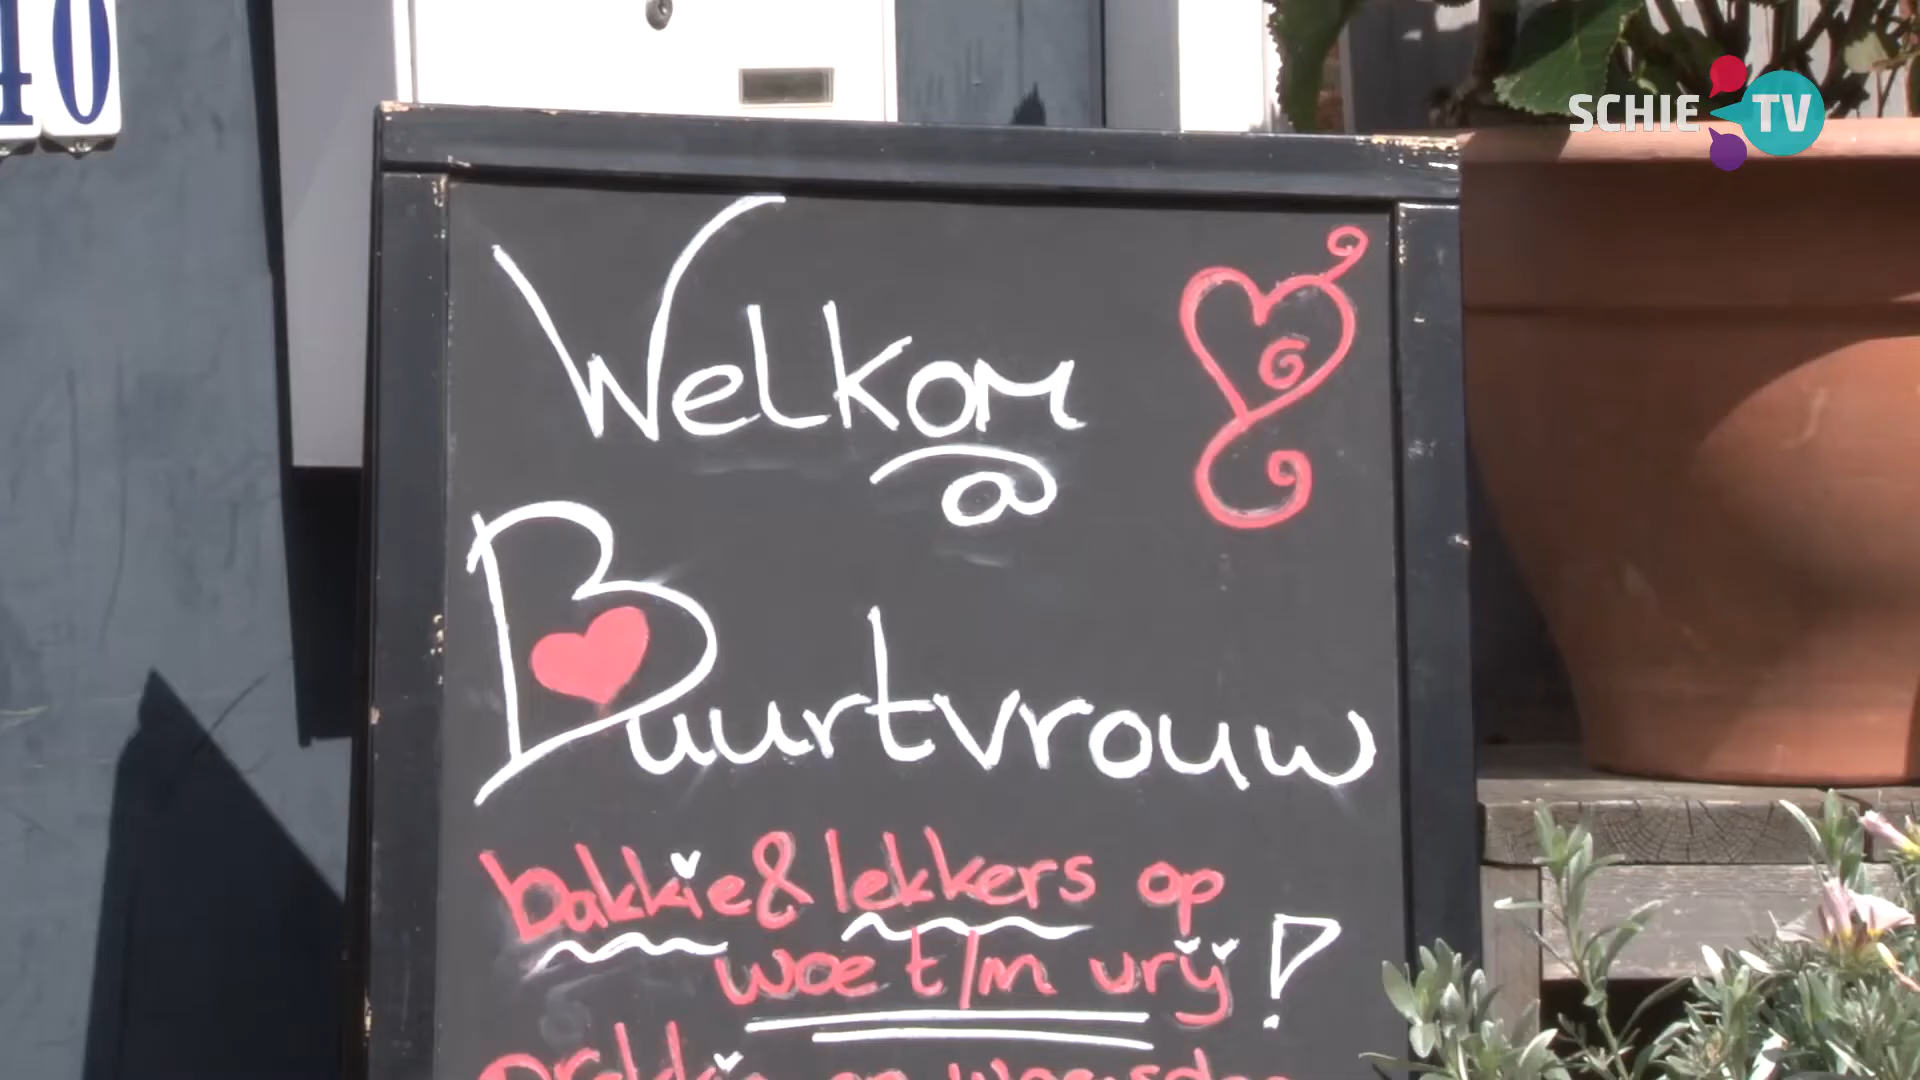 40
SCHIE TV
Welkom
@
Buurtvrouw
bakkie & lekkers op
woe t/m vrij!